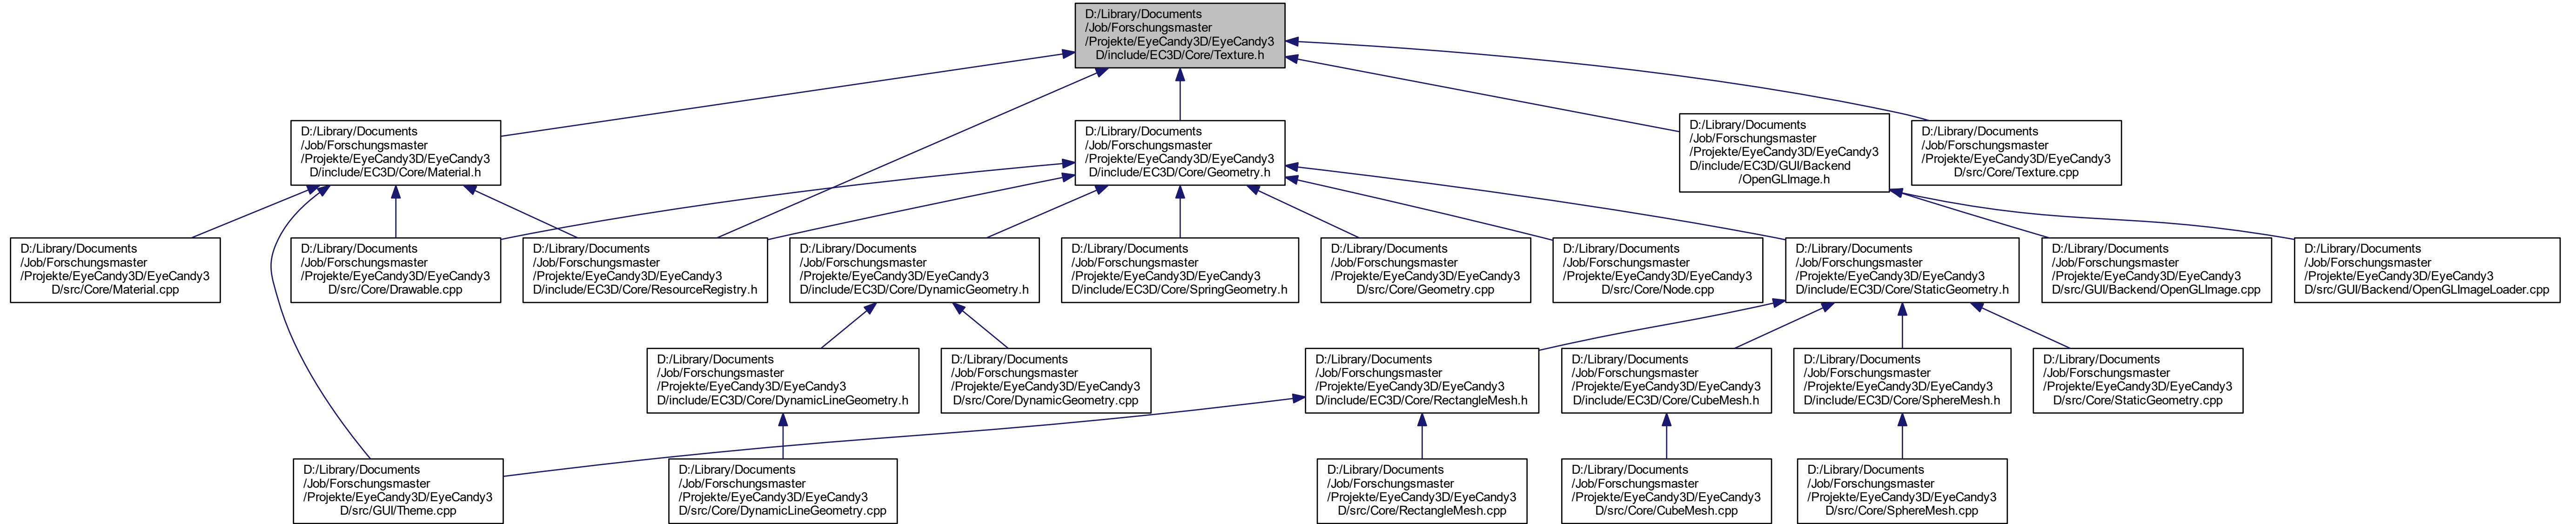 D:/Library/Documents
/Job/Forschungsmaster
/Projekte/EyeCandy3D/EyeCandy3
D/include/EC3D/Core/Texture.h
D:/Library/Documents
/Job/Forschungsmaster
/Projekte/EyeCandy3D/EyeCandy3
D/include/EC3D/Core/Material.h
D:/Library/Documents
/Job/Forschungsmaster
/Projekte/EyeCandy3D/EyeCandy3
D/include/EC3D/Core/Geometry.h
D:/Library/Documents
/Job/Forschungsmaster
/Projekte/EyeCandy3D/EyeCandy3
D/include/EC3D/GUI/Backend
/OpenGLImage.h
D:/Library/Documents
/Job/Forschungsmaster
/Projekte/EyeCandy3D/EyeCandy3
D/src/Core/Texture.cpp
D:/Library/Documents
/Job/Forschungsmaster
/Projekte/EyeCandy3D/EyeCandy3
D/src/Core/Material.cpp
D:/Library/Documents
/Job/Forschungsmaster
/Projekte/EyeCandy3D/EyeCandy3
D/src/Core/Drawable.cpp
D:/Library/Documents
/Job/Forschungsmaster
/Projekte/EyeCandy3D/EyeCandy3
D/include/EC3D/Core/ResourceRegistry.h
D:/Library/Documents
/Job/Forschungsmaster
/Projekte/EyeCandy3D/EyeCandy3
D/include/EC3D/Core/DynamicGeometry.h
D:/Library/Documents
/Job/Forschungsmaster
/Projekte/EyeCandy3D/EyeCandy3
D/include/EC3D/Core/SpringGeometry.h
D:/Library/Documents
/Job/Forschungsmaster
/Projekte/EyeCandy3D/EyeCandy3
D/src/Core/Geometry.cpp
D:/Library/Documents
/Job/Forschungsmaster
/Projekte/EyeCandy3D/EyeCandy3
D/src/Core/Node.cpp
D:/Library/Documents
/Job/Forschungsmaster
/Projekte/EyeCandy3D/EyeCandy3
D/include/EC3D/Core/StaticGeometry.h
D:/Library/Documents
/Job/Forschungsmaster
/Projekte/EyeCandy3D/EyeCandy3
D/src/GUI/Backend/OpenGLImage.cpp
D:/Library/Documents
/Job/Forschungsmaster
/Projekte/EyeCandy3D/EyeCandy3
D/src/GUI/Backend/OpenGLImageLoader.cpp
D:/Library/Documents
/Job/Forschungsmaster
/Projekte/EyeCandy3D/EyeCandy3
D/include/EC3D/Core/DynamicLineGeometry.h
D:/Library/Documents
/Job/Forschungsmaster
/Projekte/EyeCandy3D/EyeCandy3
D/src/Core/DynamicGeometry.cpp
D:/Library/Documents
/Job/Forschungsmaster
/Projekte/EyeCandy3D/EyeCandy3
D/include/EC3D/Core/RectangleMesh.h
D:/Library/Documents
/Job/Forschungsmaster
/Projekte/EyeCandy3D/EyeCandy3
D/include/EC3D/Core/CubeMesh.h
D:/Library/Documents
/Job/Forschungsmaster
/Projekte/EyeCandy3D/EyeCandy3
D/include/EC3D/Core/SphereMesh.h
D:/Library/Documents
/Job/Forschungsmaster
/Projekte/EyeCandy3D/EyeCandy3
D/src/Core/StaticGeometry.cpp
D:/Library/Documents
/Job/Forschungsmaster
/Projekte/EyeCandy3D/EyeCandy3
D/src/GUI/Theme.cpp
D:/Library/Documents
/Job/Forschungsmaster
/Projekte/EyeCandy3D/EyeCandy3
D/src/Core/DynamicLineGeometry.cpp
D:/Library/Documents
/Job/Forschungsmaster
/Projekte/EyeCandy3D/EyeCandy3
D/src/Core/RectangleMesh.cpp
D:/Library/Documents
/Job/Forschungsmaster
/Projekte/EyeCandy3D/EyeCandy3
D/src/Core/CubeMesh.cpp
D:/Library/Documents
/Job/Forschungsmaster
/Projekte/EyeCandy3D/EyeCandy3
D/src/Core/SphereMesh.cpp